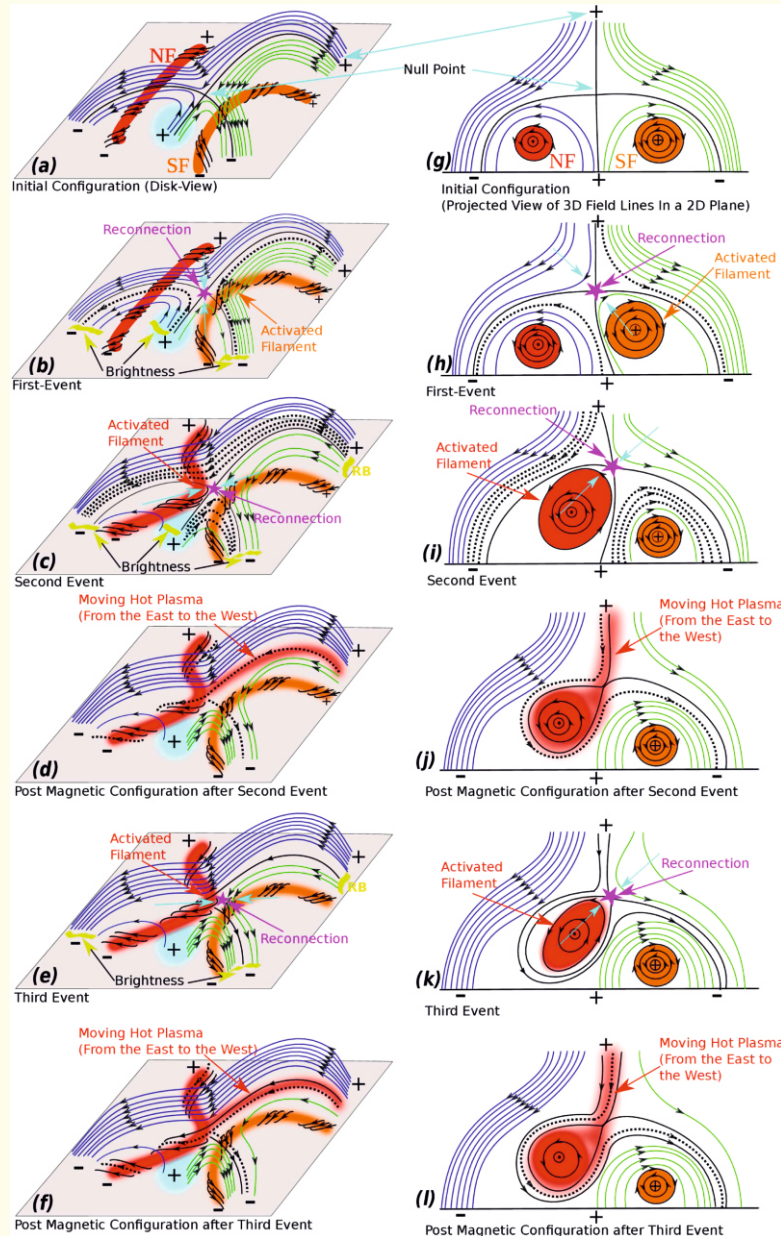 NF
+
+
Null Point
+
-
-
+
SF
-
-
+
(a)
Initial Configuration (Disk-View)
+
NF
SF
-
+
-
(g)
Initial Configuration
(Projected View of 3D Field Lines In a 2D Plane)
Reconnection
+
+
-
-
+
-
-
+
Activated
Filament
(b)
Brightness
First-Event
+
Reconnection
Activated
Filament
(h)
-
+
-
First-Event
Activated
Filament
+
+
RB
-
-
+
-
-
+
Reconnection
(c)
Brightness
Second Event
Reconnection
+
Activated
Filament
(i)
-
+
-
Second Event
Moving Hot Plasma
(From the East to the West)
+
+
-
-
+
-
-
+
(d)
Post Magnetic Configuration after Second Event
+
Moving Hot Plasma
(From the East to
the West)
(j)
-
+
-
Post Magnetic Configuration after Second Event
Activated
Filament
+
+
RB
-
-
+
-
-
+
Reconnection
(e)
Brightness
Third Event
+
Activated
Filament
Reconnection
(k)
-
+
-
Third Event
Moving Hot Plasma
(From the East to the West)
+
+
-
-
+
-
-
+
(f)
Post Magnetic Configuration after Third Event
+
Moving Hot Plasma
(From the East to
the West)
(l)
-
+
-
Post Magnetic Configuration after Third Event